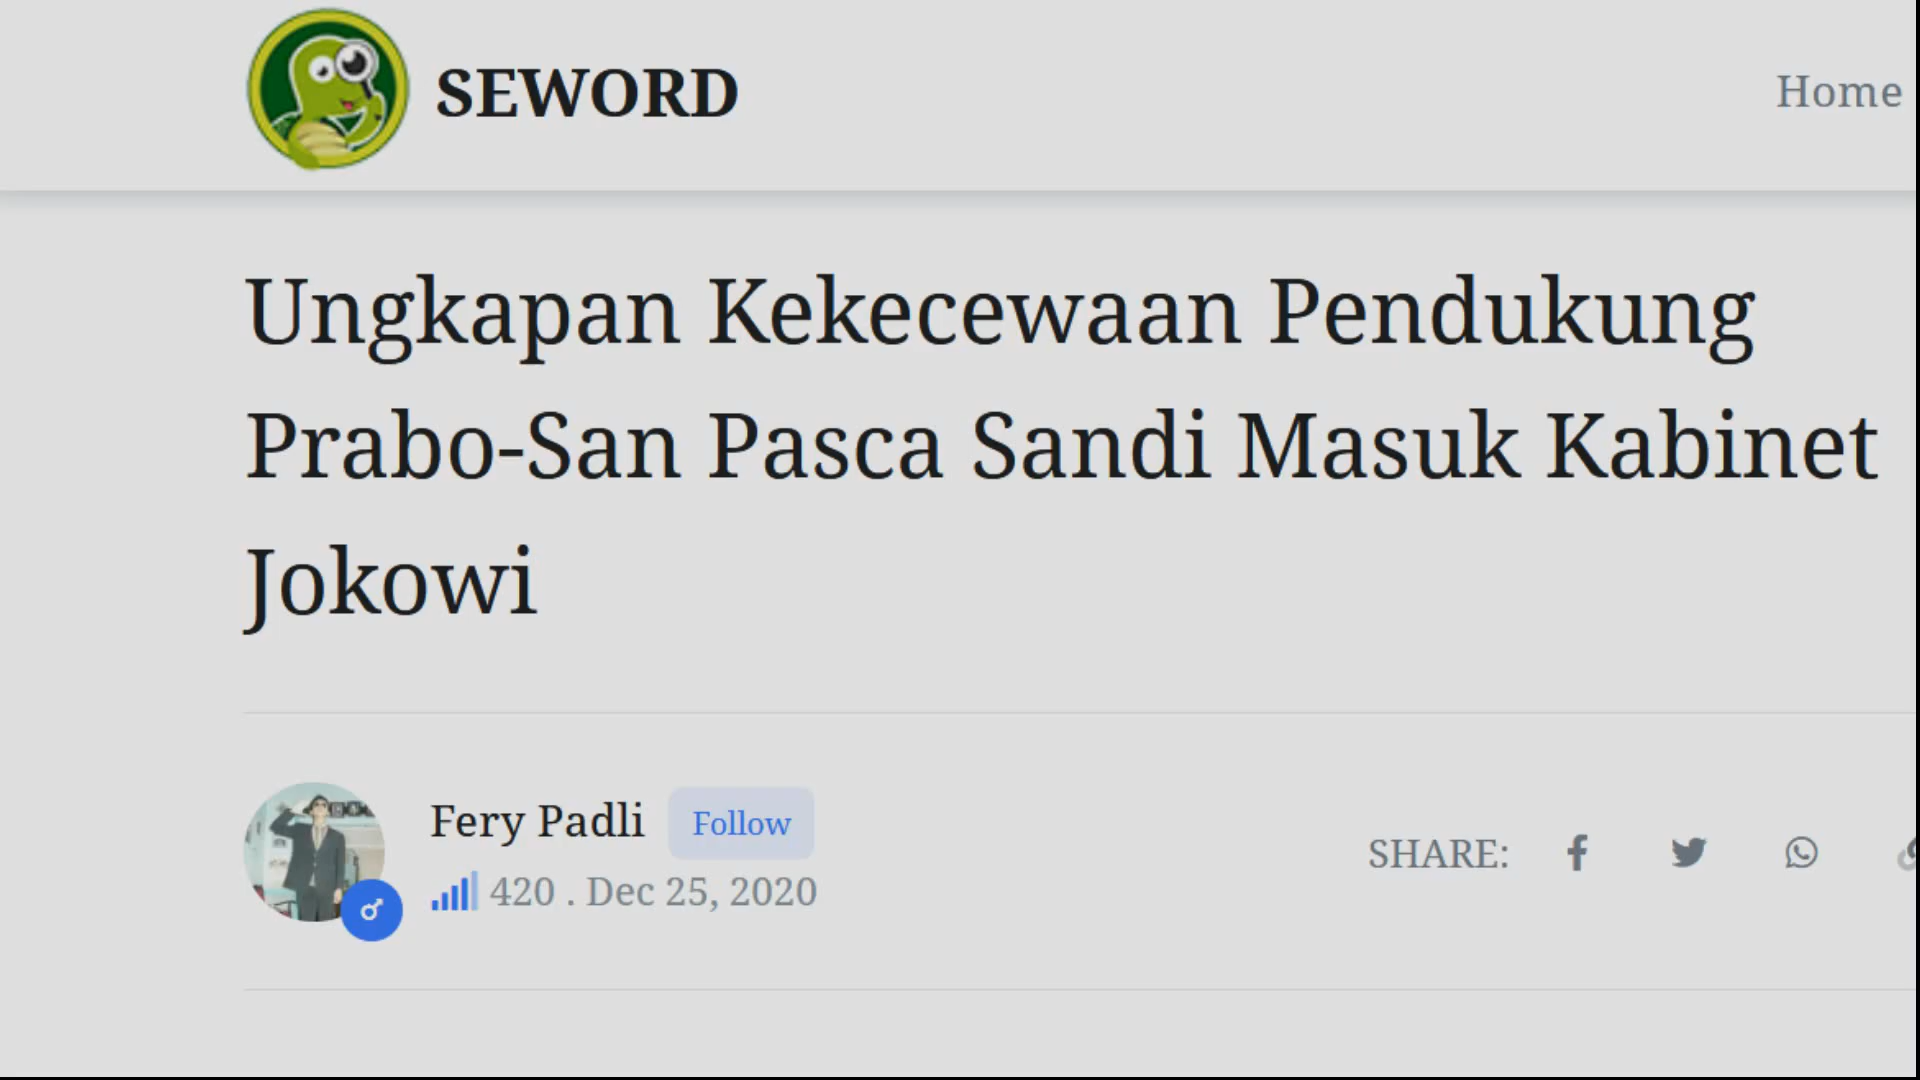 SEWORD
Home
Ungkapan Kekecewaan Pendukung
Prabo-San Pasca Sandi Masuk Kabinet
Jokowi
Fery Padli
Follow
420 . Dec 25, 2020
SHARE: